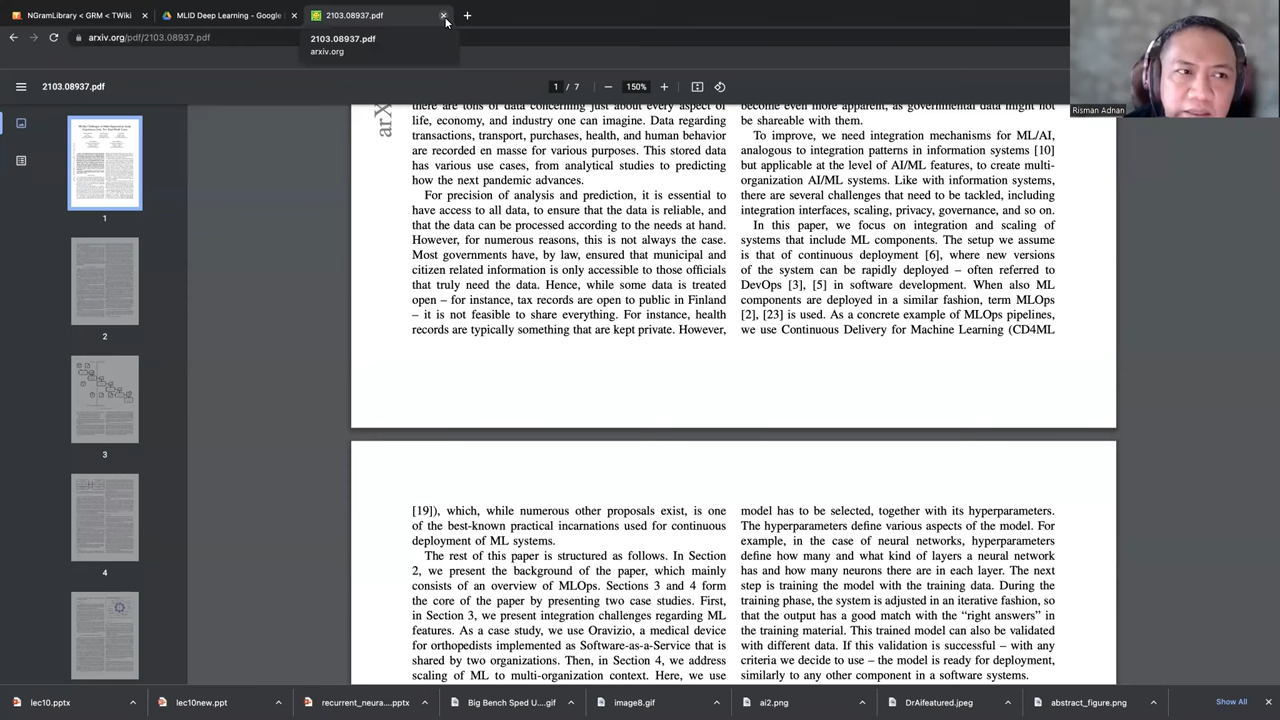 NGramLibrary < GRM < TWiki
MLID Deep Learning - Google
2103.08937.pdf
arxiv.org/pdf/2103.08937.pdf
2103.08937.pdf
arxiv.org
Risman Adnan
2103.08937.pdf
1 / 7
150%
1
2
3
4
arX
there are tons of data concerning just about every aspect of
life, economy, and industry one can imagine. Data regarding
transactions, transport, purchases, health, and human behavior
are recorded en masse for various purposes. This stored data
has various use cases, from analytical studies to predicting
how the next pandemic advances.
For precision of analysis and prediction, it is essential to
have access to all data, to ensure that the data is reliable, and
that the data can be processed according to the needs at hand.
However, for numerous reasons, this is not always the case.
Most governments have, by law, ensured that municipal and
citizen related information is only accessible to those officials
that truly need the data. Hence, while some data is treated
open – for instance, tax records are open to public in Finland
– it is not feasible to share everything. For instance, health
records are typically something that are kept private. However,
become even more apparent, as governmental data might not
be sharable with them.
To improve, we need integration mechanisms for ML/AI,
analogous to integration patterns in information systems [10]
but applicable at the level of AI/ML features, to create multi-
organization AI/ML systems. Like with information systems,
there are several challenges that need to be tackled, including
integration interfaces, scaling, privacy, governance, and so on.
In this paper, we focus on integration and scaling of
systems that include ML components. The setup we assume
is that of continuous deployment [6], where new versions
of the system can be rapidly deployed – often referred to
DevOps [3], [5] in software development. When also ML
components are deployed in a similar fashion, term MLOps
[2], [23] is used. As a concrete example of MLOps pipelines,
we use Continuous Delivery for Machine Learning (CD4ML
[19]), which, while numerous other proposals exist, is one
of the best-known practical incarnations used for continuous
deployment of ML systems.
The rest of this paper is structured as follows. In Section
2, we present the background of the paper, which mainly
consists of an overview of MLOps. Sections 3 and 4 form
the core of the paper by presenting two case studies. First,
in Section 3, we present integration challenges regarding ML
features. As a case study, we use Oravizio, a medical device
for orthopedists implemented as Software-as-a-Service that is
shared by two organizations. Then, in Section 4, we address
scaling of ML to multi-organization context. Here, we use
model has to be selected, together with its hyperparameters.
The hyperparameters define various aspects of the model. For
example, in the case of neural networks, hyperparameters
define how many and what kind of layers a neural network
has and how many neurons there are in each layer. The next
step is training the model with the training data. During the
training phase, the system is adjusted in an iterative fashion, so
that the output has a good match with the “right answers” in
the training material. This trained model can also be validated
with different data. If this validation is successful – with any
criteria we decide to use – the model is ready for deployment,
similarly to any other component in a software systems.
lec10.pptx
lec10new.ppt
recurrent_neura....pptx
Big Bench Sped U....gif
image8.gif
ai2.png
DrAifeatured.jpeg
abstract_figure.png
Show All